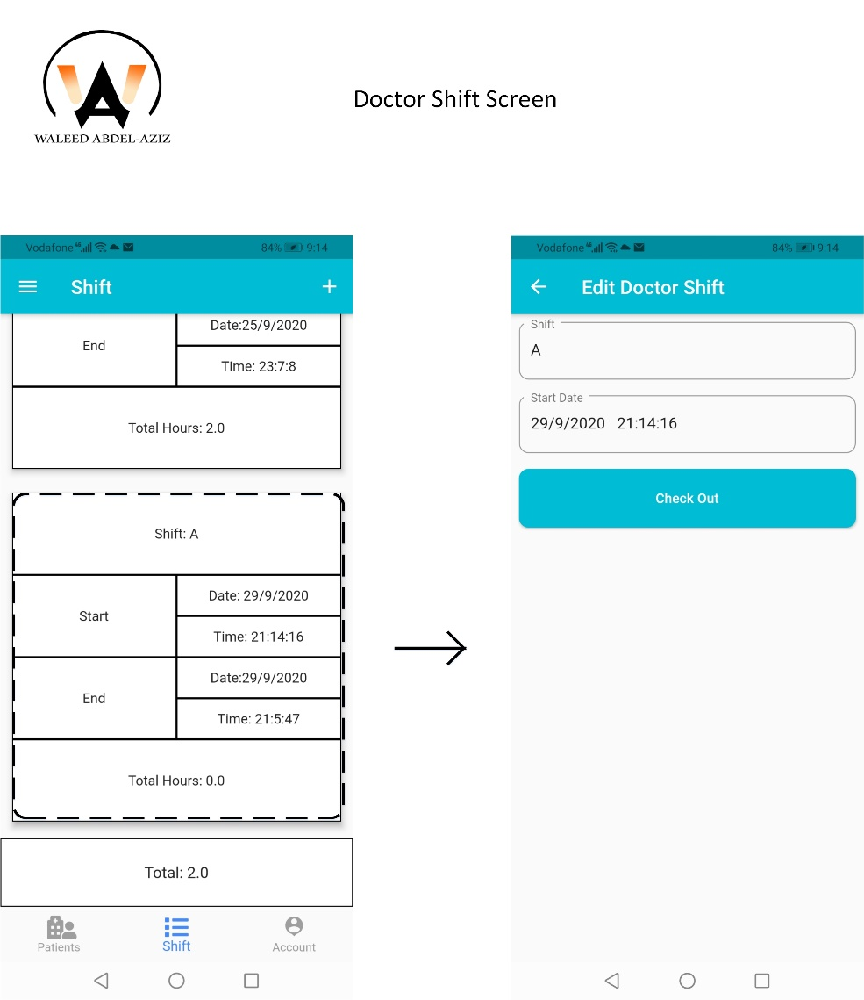 WALEED ABDEL-AZIZ
Doctor Shift Screen
Vodafone 84% 9:14
Shift +
End
Date:25/9/2020
Time: 23:7:8
Total Hours: 2.0
Shift: A
Start
Date: 29/9/2020
Time: 21:14:16
End
Date:29/9/2020
Time: 21:5:47
Total Hours: 0.0
Total: 2.0
Patients
Shift
Account
Vodafone 84% 9:14
Edit Doctor Shift
Shift
A
Start Date
29/9/2020 21:14:16
Check Out